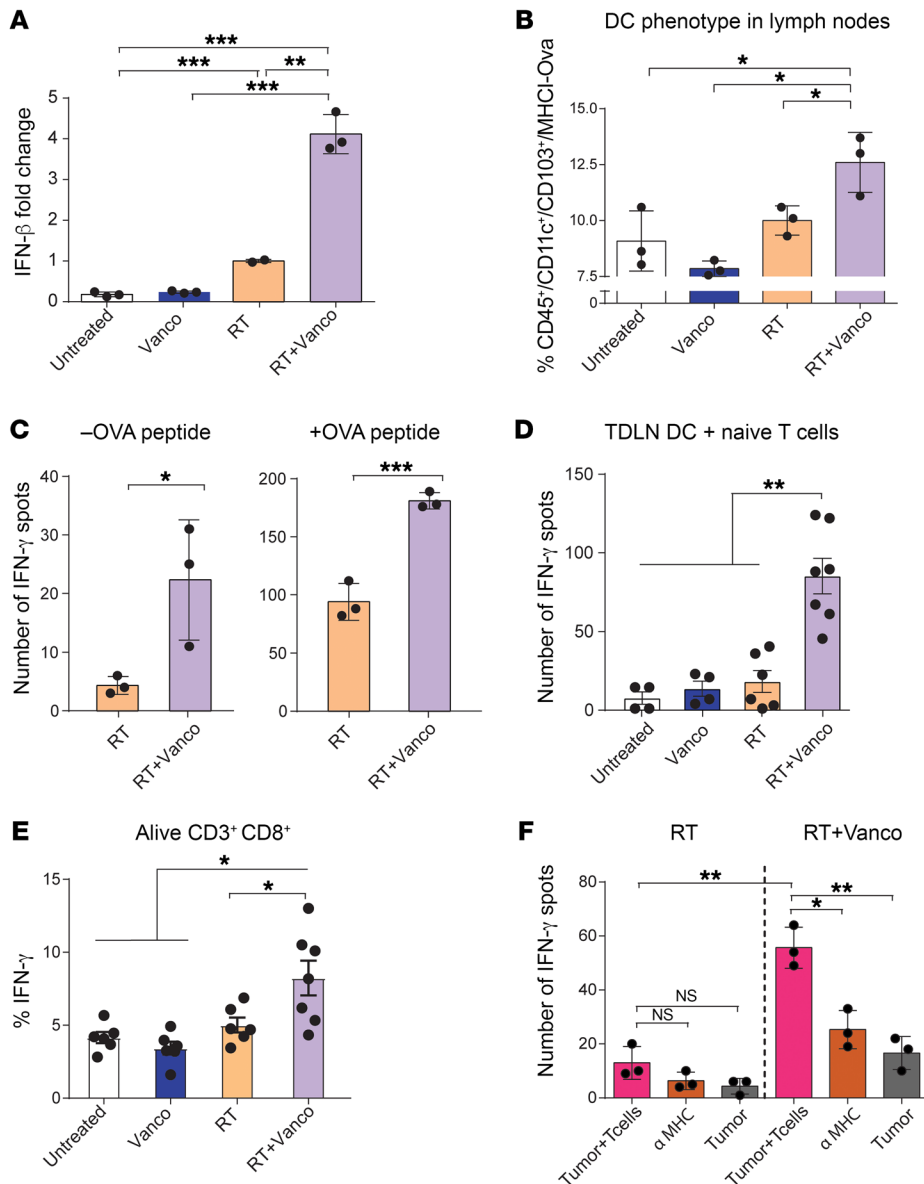 A
***
***
**
***
IFN-β fold change
5
4
3
2
1
0
Untreated
Vanco
RT
RT+Vanco
B
DC phenotype in lymph nodes
*
*
*
% CD45⁺/CD11c⁺/CD103⁺/MHCI-Ova
15.0
12.5
10.0
7.5
0
Untreated
Vanco
RT
RT+Vanco
C
–OVA peptide
*
Number of IFN-γ spots
40
30
20
10
0
RT
RT+Vanco
+OVA peptide
***
200
150
100
50
0
RT
RT+Vanco
D
TDLN DC + naive T cells
**
Number of IFN-γ spots
150
100
50
0
Untreated
Vanco
RT
RT+Vanco
E
Alive CD3⁺ CD8⁺
*
*
% IFN-γ
15
10
5
0
Untreated
Vanco
RT
RT+Vanco
F
RT
RT+Vanco
**
**
*
NS
NS
Number of IFN-γ spots
80
60
40
20
0
Tumor+Tcells
α MHC
Tumor
Tumor+Tcells
α MHC
Tumor